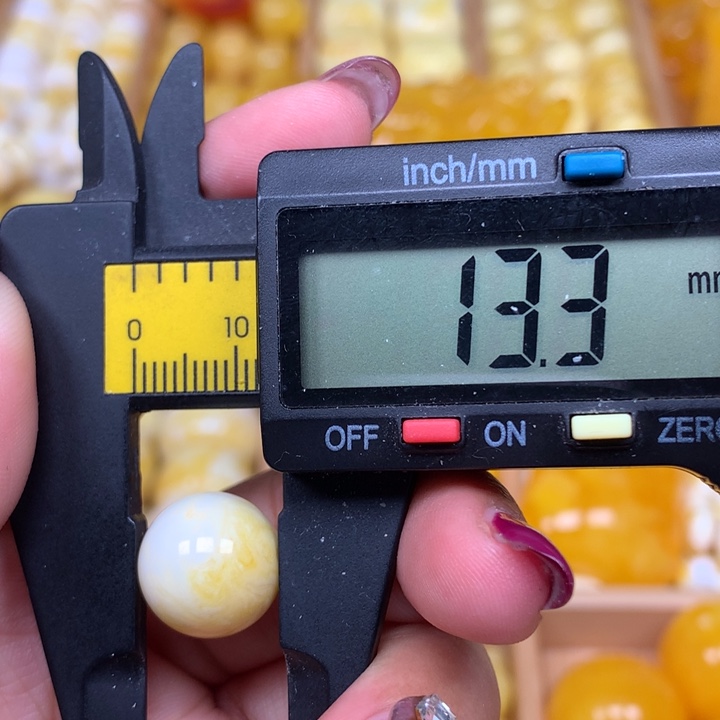 inch/mm
13.3 mm
0 10
OFF ON ZERO